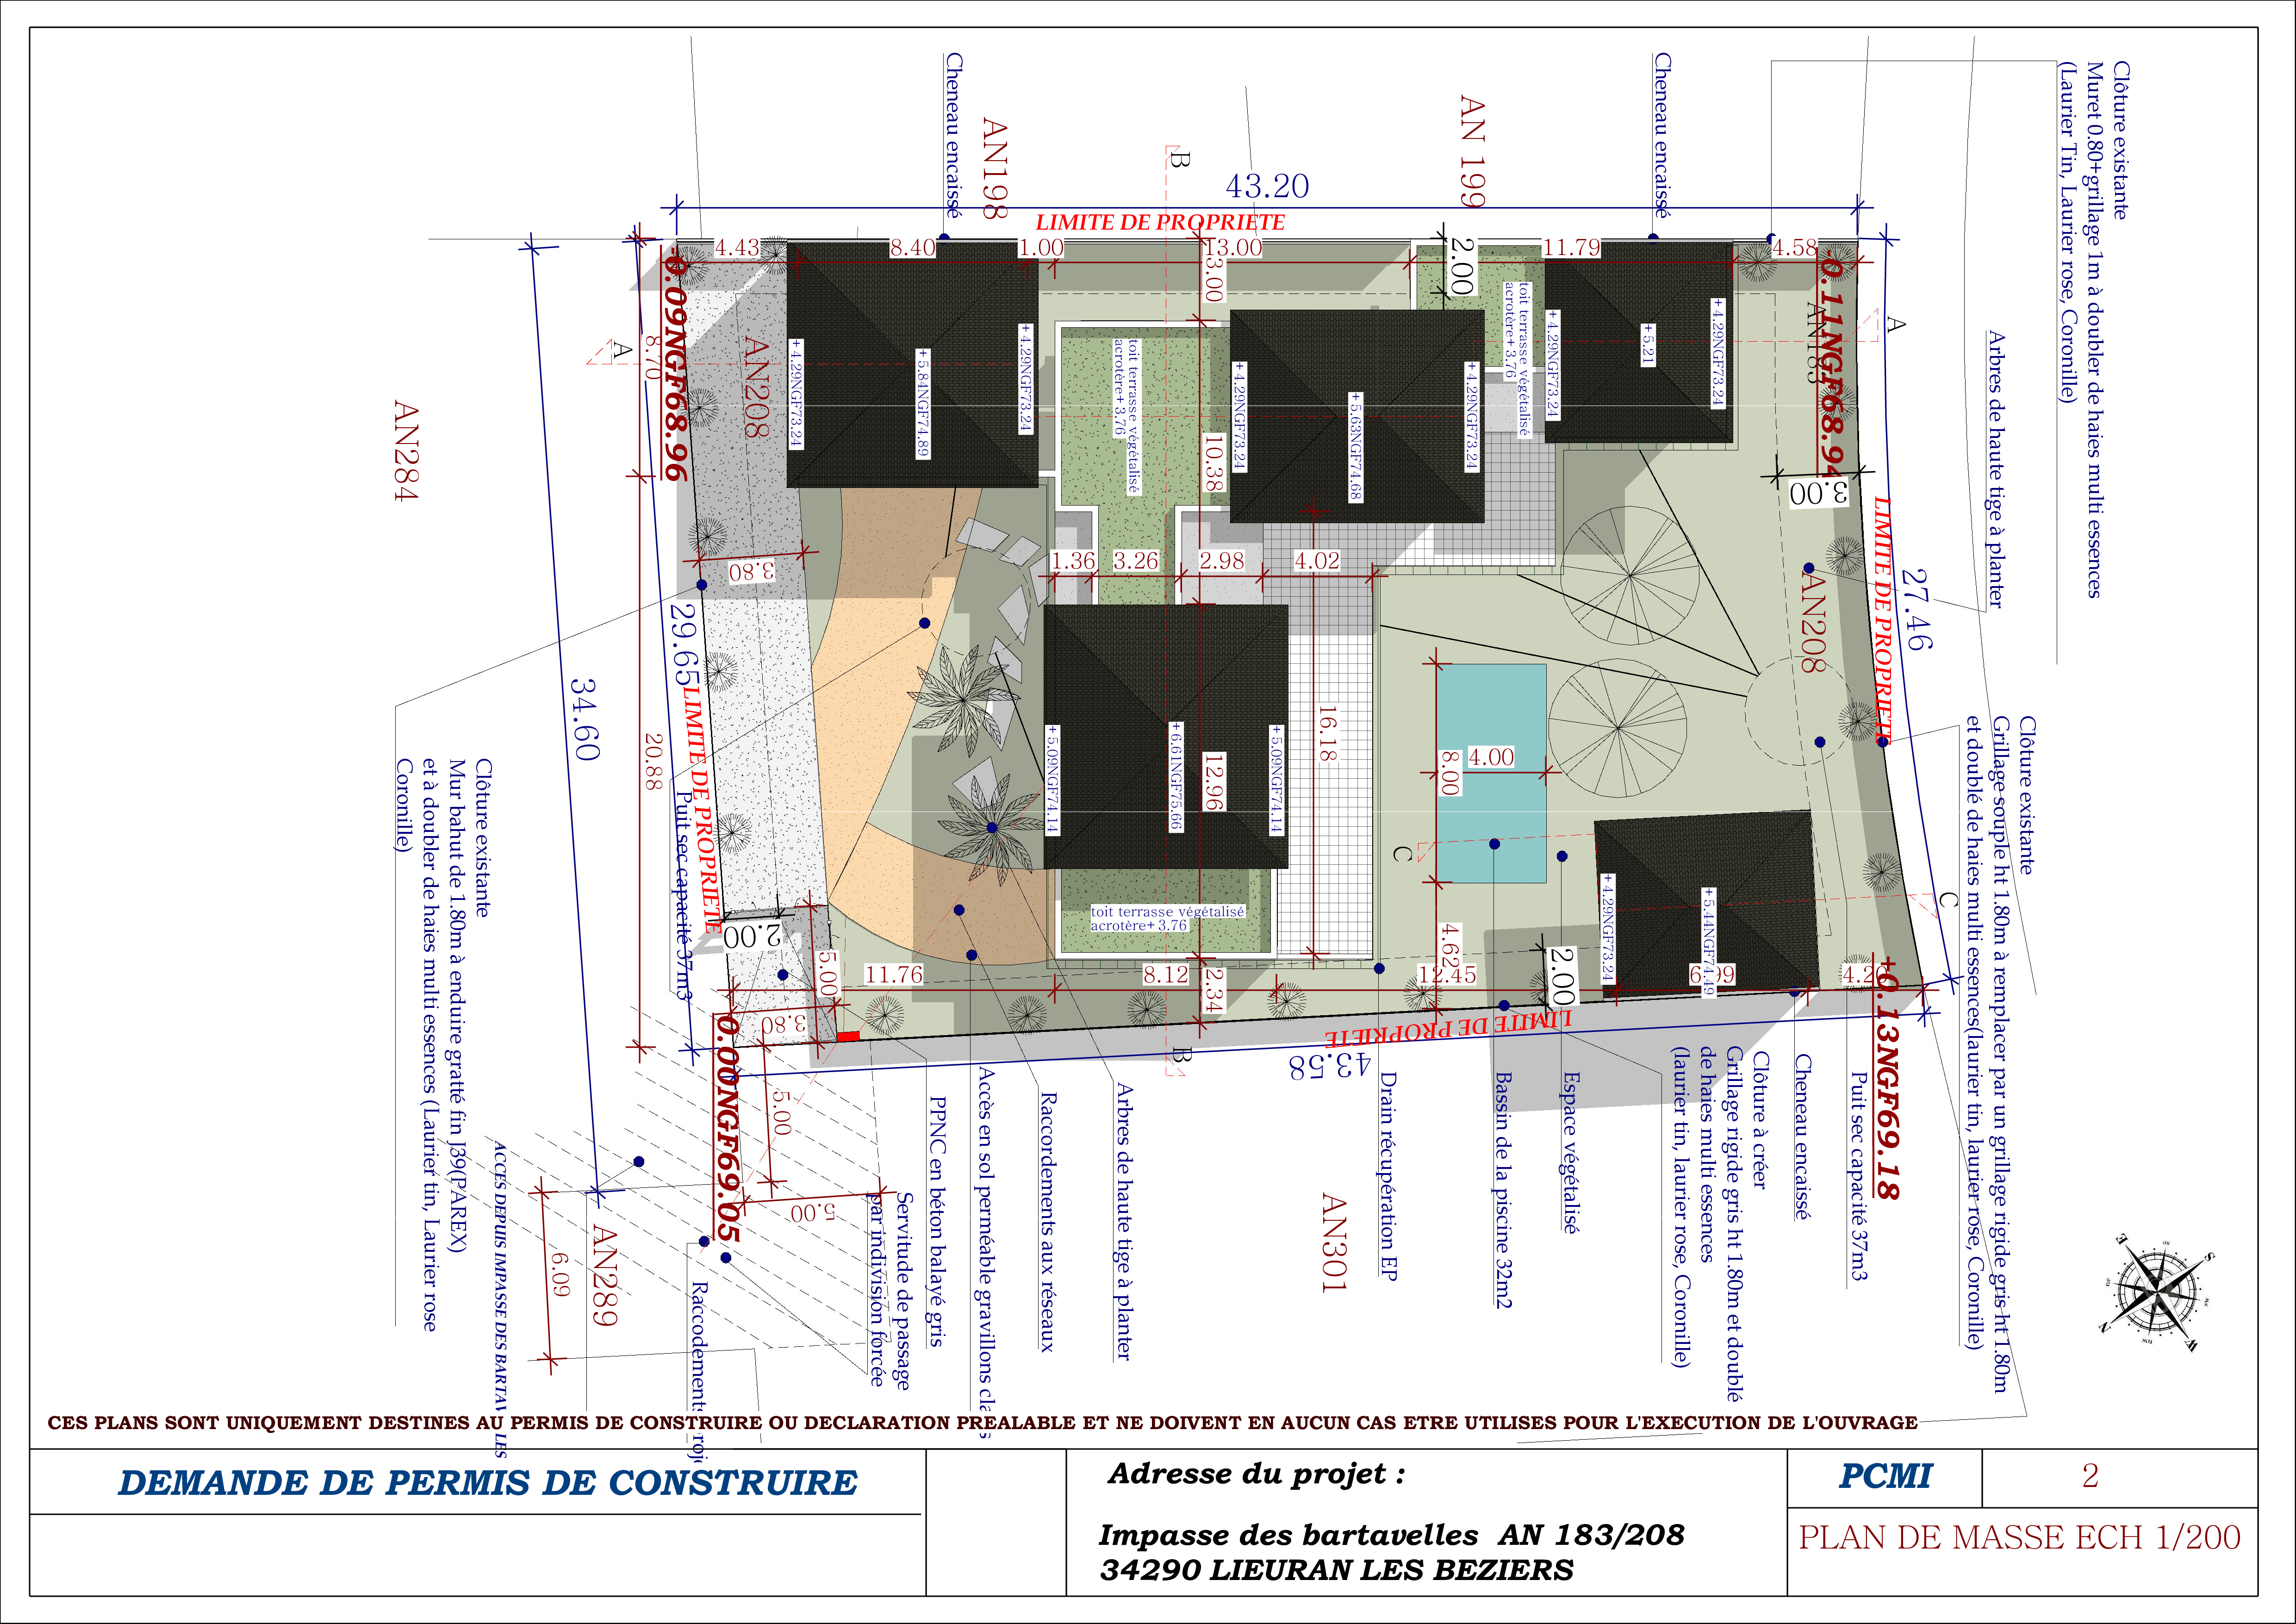 Cheneau encaissé
AN198
B
43.20
AN 199
Cheneau encaissé
Clôture existante
Muret 0.80+grillage 1m à doubler de haies multi essences
(Laurier Tin, Laurier rose, Coronille)
LIMITE DE PROPRIETE
4.43
8.40
1.00
13.00
3.00
2.00
11.79
4.58
-0.09NGF68.96
-0.11NGF68.94
A
A
8.70
AN208
+4.29NGF73.24
+5.84NGF74.89
+4.29NGF73.24
toit terrasse végétalisé
acrotère+3.76
10.38
+4.29NGF73.24
+5.63NGF74.68
+4.29NGF73.24
toit terrasse végétalisé
acrotère+3.76
+4.29NGF73.24
+5.21
+4.29NGF73.24
AN183
3.00
Arbres de haute tige à planter
AN284
3.80
1.36
3.26
2.98
4.02
AN208
LIMITE DE PROPRIETE
27.46
29.65
34.60
20.88
LIMITE DE PROPRIETE
Puit sec capacité 37m3
+5.09NGF74.14
+6.61NGF75.66
+5.09NGF74.14
12.96
16.18
8.00
4.00
C
C
Clôture existante
Grillage souple ht 1.80m à remplacer par un grillage rigide gris ht 1.80m
et doublé de haies multi essences(laurier tin, laurier rose, Coronille)
Clôture existante
Mur bahut de 1.80m à enduire gratté fin J39(PAREX)
et à doubler de haies multi essences (Laurier tin, Laurier rose
Coronille)
toit terrasse végétalisé
acrotère+3.76
+4.29NGF73.24
+5.44NGF74.49
2.00
5.00
11.76
8.12
2.34
12.45
4.62
2.00
4.20
+0.13NGF69.18
3.80
LIMITE DE PROPRIETE
43.58
B
0.00NGF69.05
5.00
5.00
6.09
AN289
ACCES DEPUIS IMPASSE DES BARTAV LES
Raccodements
Servitude de passage
par indivision forcée
PPNC en béton balayé gris
Accès en sol perméable gravillons
Raccordements aux réseaux
Arbres de haute tige à planter
AN301
Drain récupération EP
Bassin de la piscine 32m2
Espace végétalisé
Clôture à créer
Grillage rigide gris ht 1.80m et doublé
de haies multi essences
(laurier tin, laurier rose, Coronille)
Cheneau encaissé
Puit sec capacité 37m3
N
E
S
W
CES PLANS SONT UNIQUEMENT DESTINES AU PERMIS DE CONSTRUIRE OU DECLARATION PREALABLE ET NE DOIVENT EN AUCUN CAS ETRE UTILISES POUR L'EXECUTION DE L'OUVRAGE
DEMANDE DE PERMIS DE CONSTRUIRE
Adresse du projet :
Impasse des bartavelles AN 183/208
34290 LIEURAN LES BEZIERS
PCMI
2
PLAN DE MASSE ECH 1/200